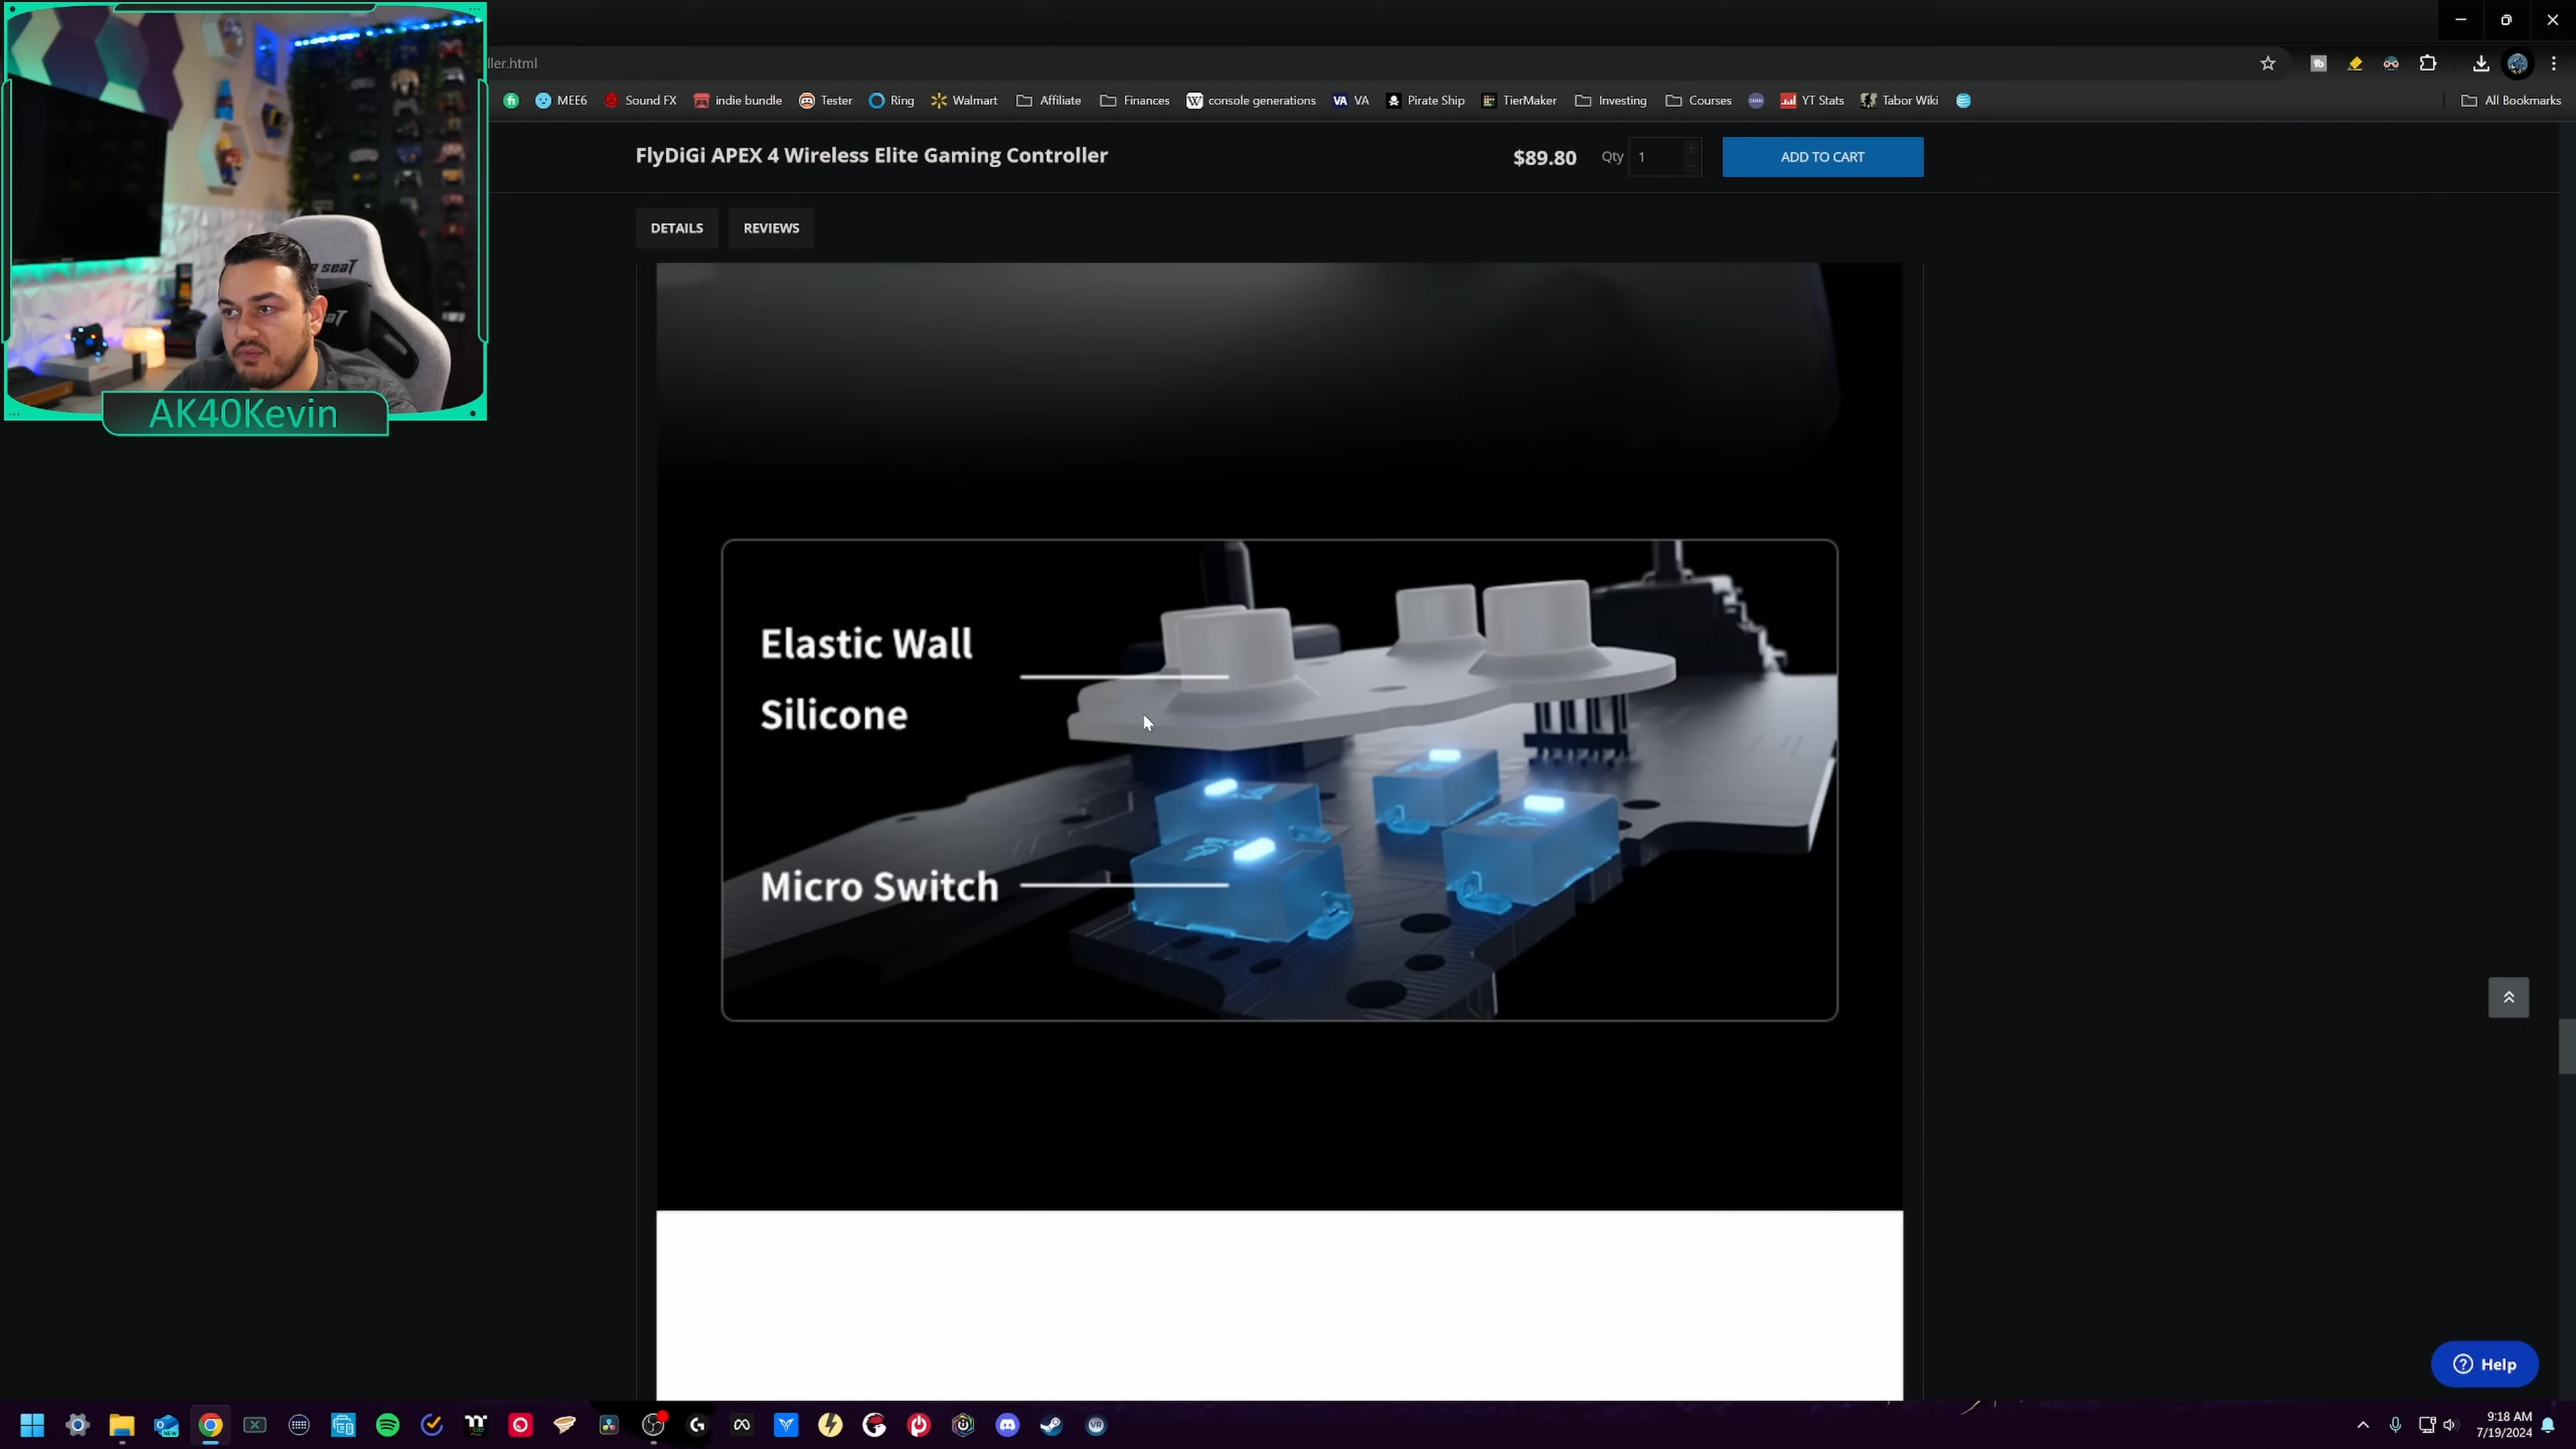 ller.html
MEE6
Sound FX
indie bundle
Tester
Ring
Walmart
Affiliate
Finances
W console generations
VA VA
Pirate Ship
TierMaker
Investing
Courses
YT Stats
Tabor Wiki
All Bookmarks
FlyDiGi APEX 4 Wireless Elite Gaming Controller
$89.80
Qty 1
ADD TO CART
DETAILS
REVIEWS
AK40Kevin
Elastic Wall
Silicone
Micro Switch
Help
9:18 AM
7/19/2024